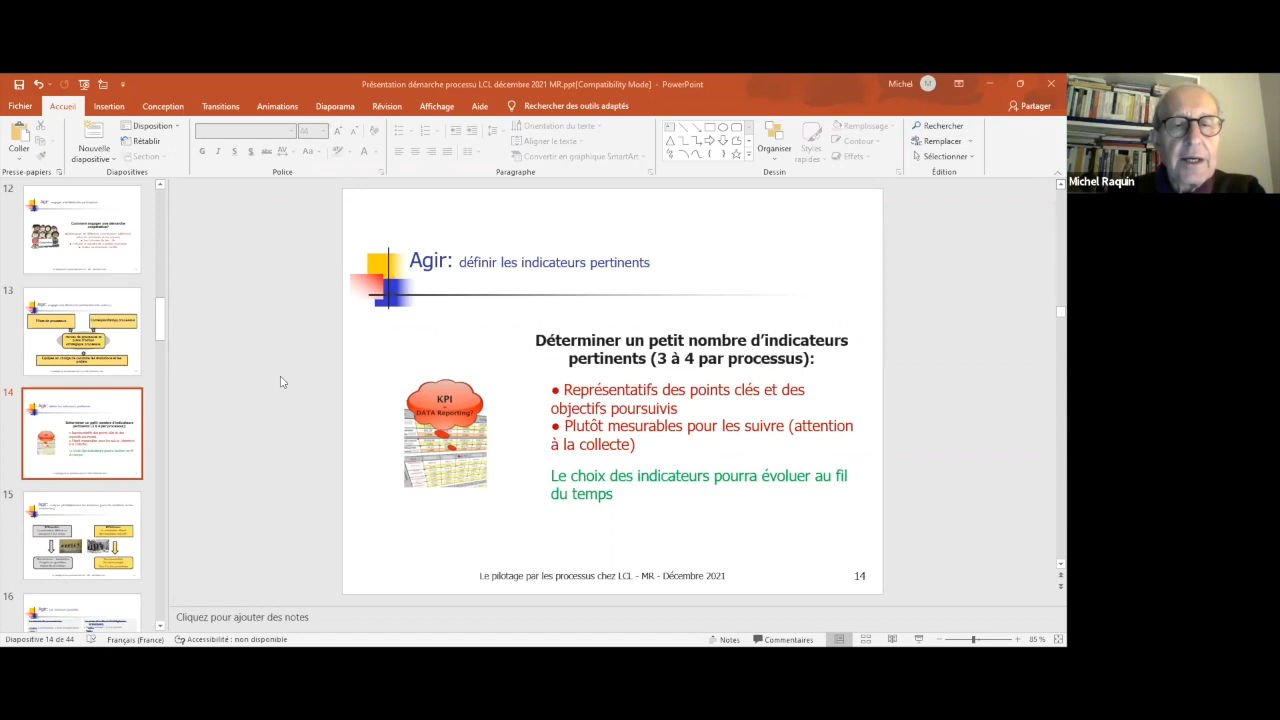 Présentation démarche processu LCL décembre 2021 MR.ppt[Compatibility Mode] - PowerPoint
Michel
M
Fichier Accueil Insertion Conception Transitions Animations Diaporama Révision Affichage Aide Rechercher des outils adaptés Partager
Coller
Nouvelle
diapositive
Disposition
Rétablir
Section
44
G I S abc AV Aa
Orientation du texte
Aligner le texte
Convertir en graphique SmartArt
Organiser
Styles
rapides
Remplissage
Contour
Effets
Rechercher
Remplacer
Sélectionner
Presse-papiers Diapositives Police Paragraphe Dessin Édition
Michel Raquin
12
13
14
15
16
Agir: définir les indicateurs pertinents
Déterminer un petit nombre d’indicateurs
pertinents (3 à 4 par processus):
● Représentatifs des points clés et des
objectifs poursuivis
● Plutôt mesurables pour les suivre (attention
à la collecte)
Le choix des indicateurs pourra évoluer au fil
du temps
KPI
DATA Reporting?
Le pilotage par les processus chez LCL - MR - Décembre 2021
14
Cliquez pour ajouter des notes
Diapositive 14 de 44 Français (France) Accessibilité : non disponible Notes Commentaires 85 %